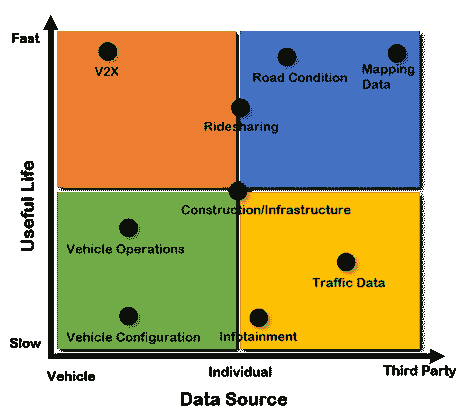 Fast
V2X
Road Condition
Mapping
Data
Ridesharing
Useful Life
Construction/Infrastructure
Vehicle Operations
Traffic Data
Vehicle Configuration
Infotainment
Slow
Vehicle
Individual
Third Party
Data Source